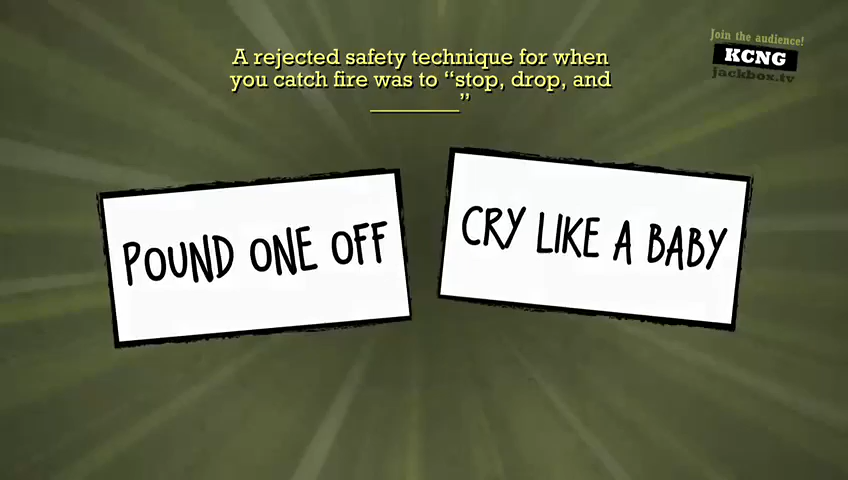 Join the audience!
KCNG
jackbox.tv
A rejected safety technique for when
you catch fire was to “stop, drop, and
________”
POUND ONE OFF
CRY LIKE A BABY